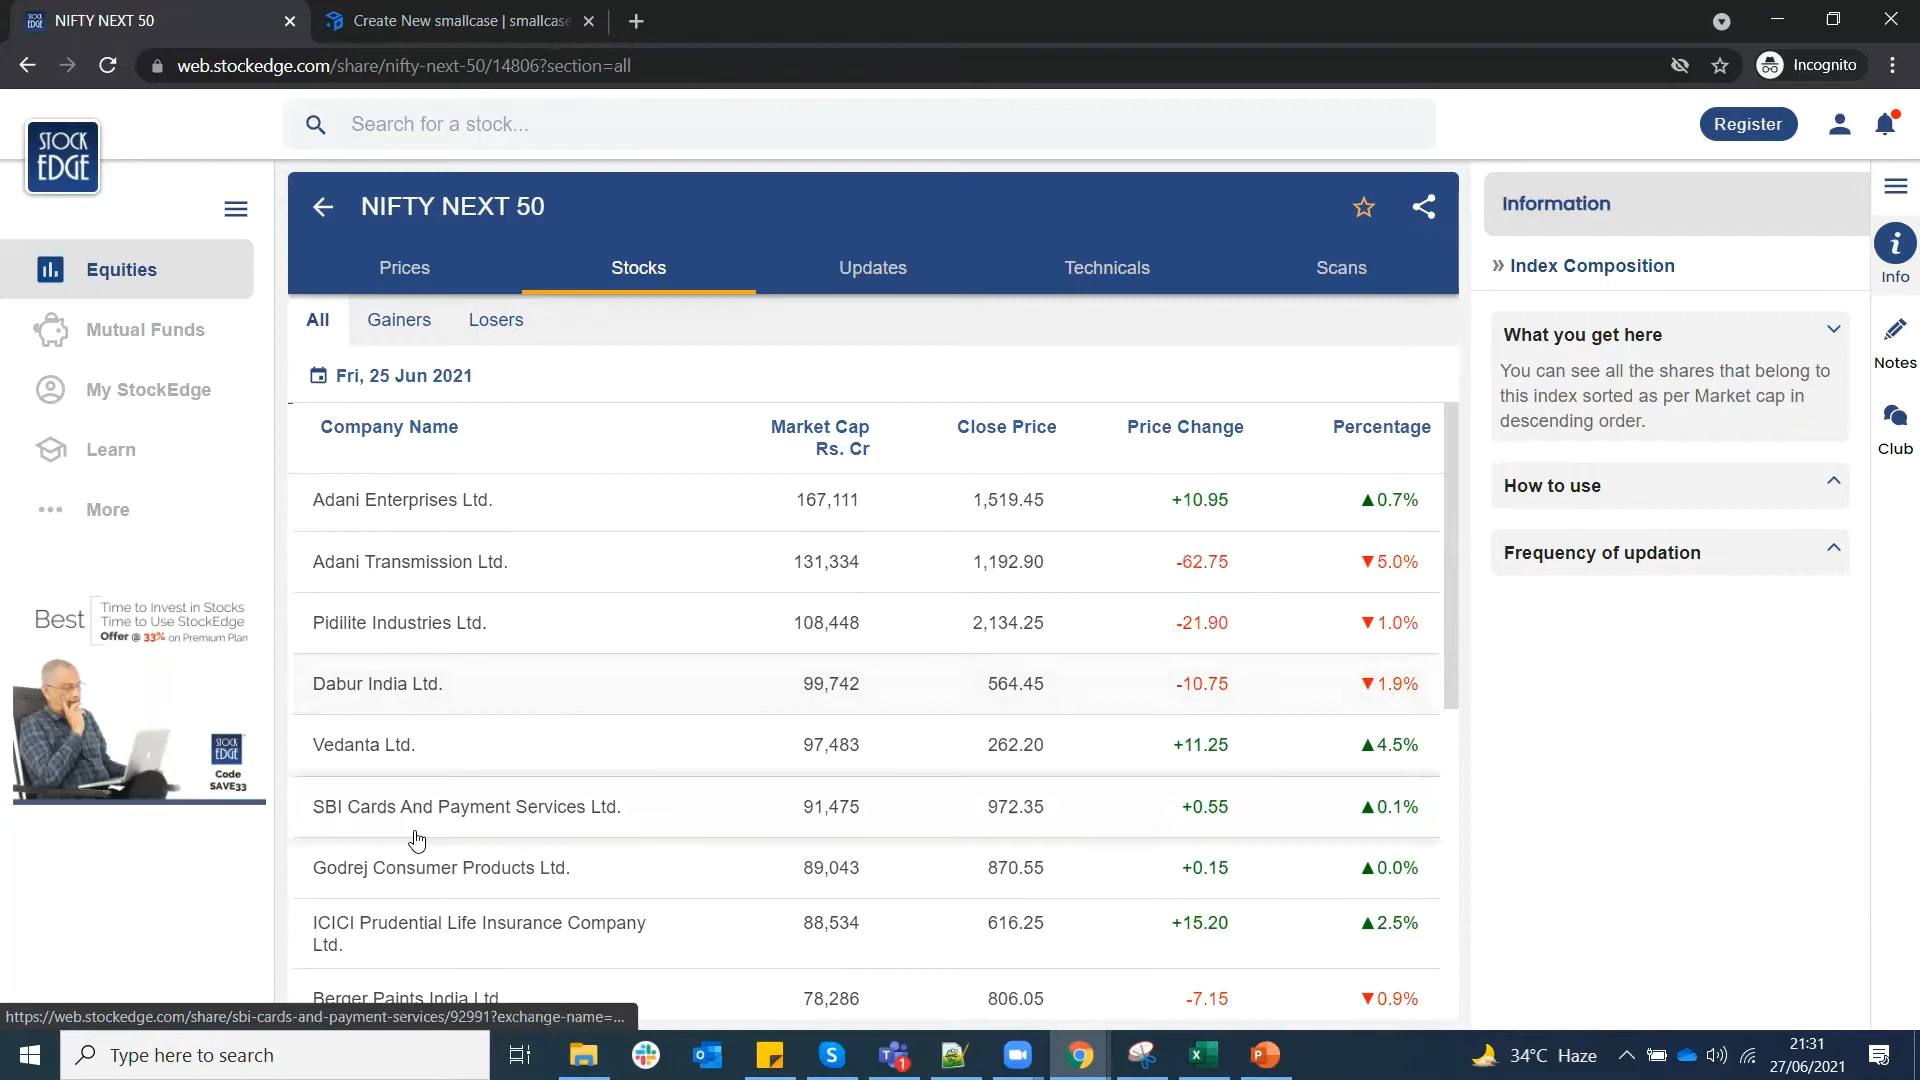 NIFTY NEXT 50
Create New smallcase | smallcase
web.stockedge.com/share/nifty-next-50/14806?section=all
Incognito
STOCK
EDGE
Search for a stock...
Register
NIFTY NEXT 50
Prices Stocks Updates Technicals Scans
All Gainers Losers
Fri, 25 Jun 2021
Company Name Market Cap Rs. Cr Close Price Price Change Percentage
Adani Enterprises Ltd. 167,111 1,519.45 +10.95 ▲0.7%
Adani Transmission Ltd. 131,334 1,192.90 -62.75 ▼5.0%
Pidilite Industries Ltd. 108,448 2,134.25 -21.90 ▼1.0%
Dabur India Ltd. 99,742 564.45 -10.75 ▼1.9%
Vedanta Ltd. 97,483 262.20 +11.25 ▲4.5%
SBI Cards And Payment Services Ltd. 91,475 972.35 +0.55 ▲0.1%
Godrej Consumer Products Ltd. 89,043 870.55 +0.15 ▲0.0%
ICICI Prudential Life Insurance Company Ltd. 88,534 616.25 +15.20 ▲2.5%
Berger Paints India Ltd. 78,286 806.05 -7.15 ▼0.9%
Equities
Mutual Funds
My StockEdge
Learn
More
Best
Time to Invest in Stocks
Time to Use StockEdge
Offer @ 33% on Premium Plan
STOCK
EDGE
Code
SAVE33
Information
» Index Composition
What you get here
You can see all the shares that belong to
this index sorted as per Market cap in
descending order.
How to use
Frequency of updation
Info
Notes
Club
https://web.stockedge.com/share/sbi-cards-and-payment-services/92991?exchange-name=...
Type here to search
1
34°C Haze
21:31
27/06/2021